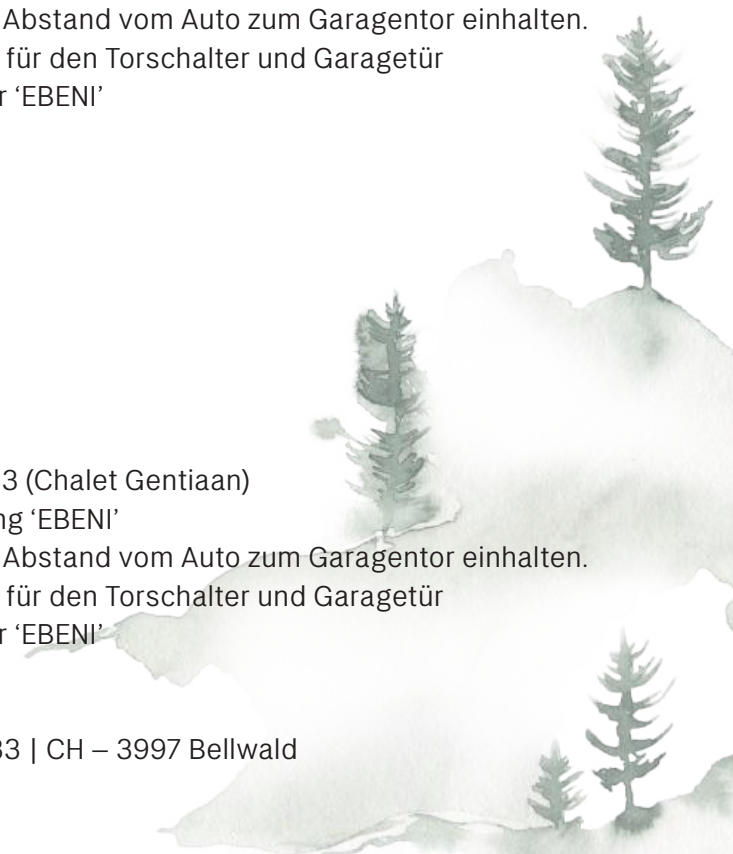 Abstand vom Auto zum Garagentor einhalten.
für den Torschalter und Garagetür
r ‘EBENI’
3 (Chalet Gentiaan)
ng ‘EBENI’
Abstand vom Auto zum Garagentor einhalten.
für den Torschalter und Garagetür
r ‘EBENI’
33 | CH – 3997 Bellwald